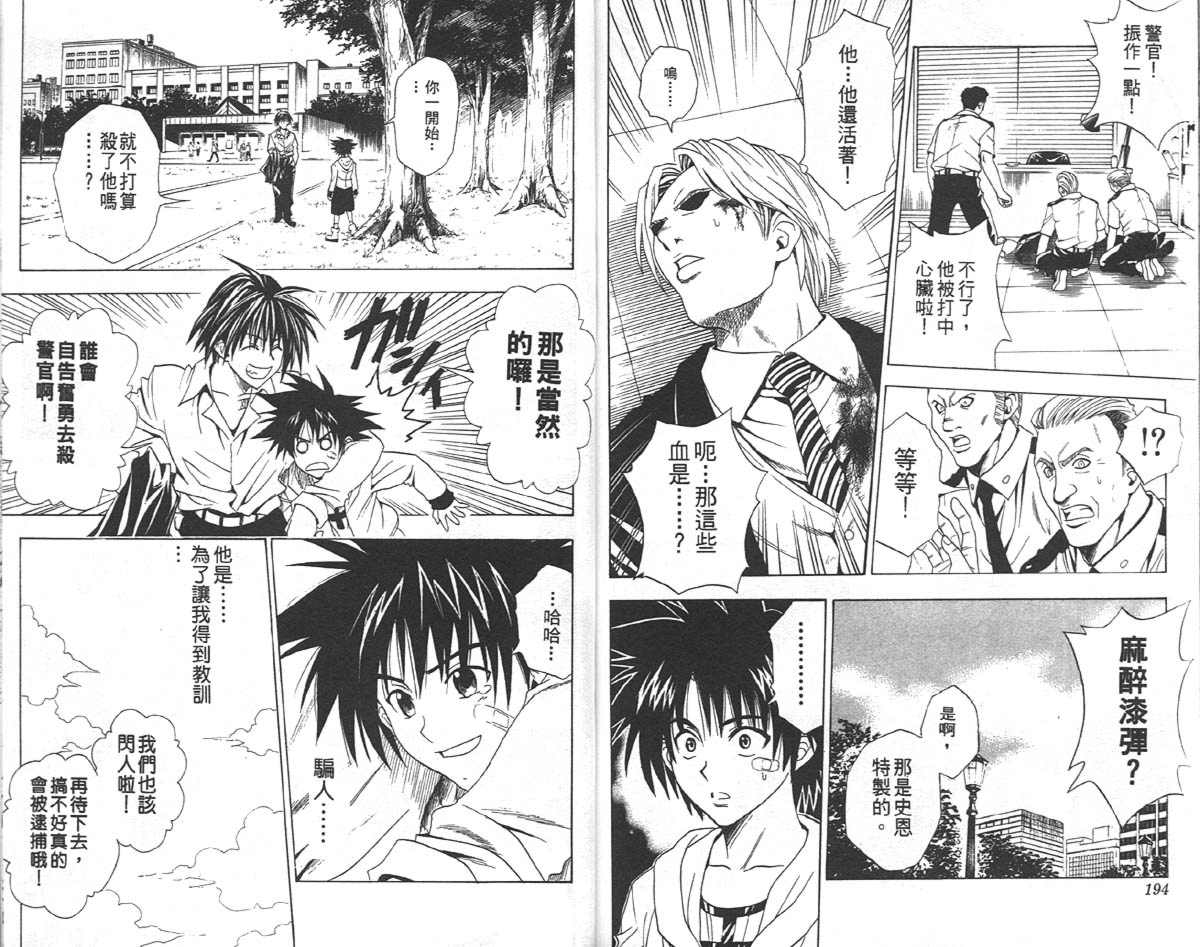 警官!
振作一點!
不行了,
他被打中
心臟啦!
他…他還活著!
嗚…
!?
等等!
呃…那這些
血是………?
麻醉漆彈?
是啊,
那是史恩
特製的。
…………
194
你一開始…
…
就不打算
殺了他嗎
……?
那是當然
的囉!
ガシィ
誰會
自告奮勇去殺
警官啊!
…哈哈…
騙人……
他是……
為了讓我得到教訓
…
我們也該
閃人啦!
再待下去,
搞不好真的
會被逮捕哦!